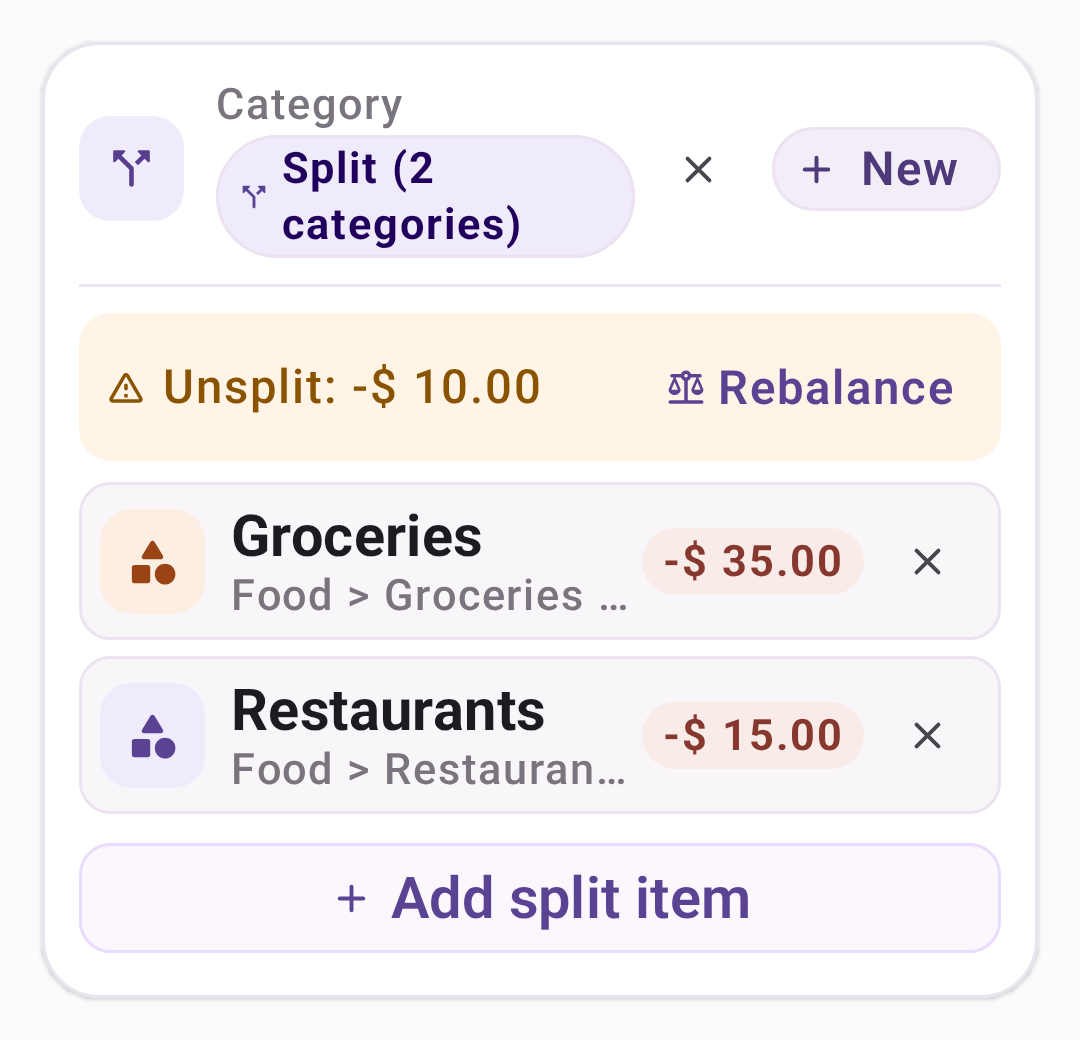 Category
Split (2
categories)
+ New
Unsplit: -$ 10.00
Rebalance
Groceries
Food > Groceries ...
-$ 35.00
Restaurants
Food > Restauran...
-$ 15.00
+ Add split item